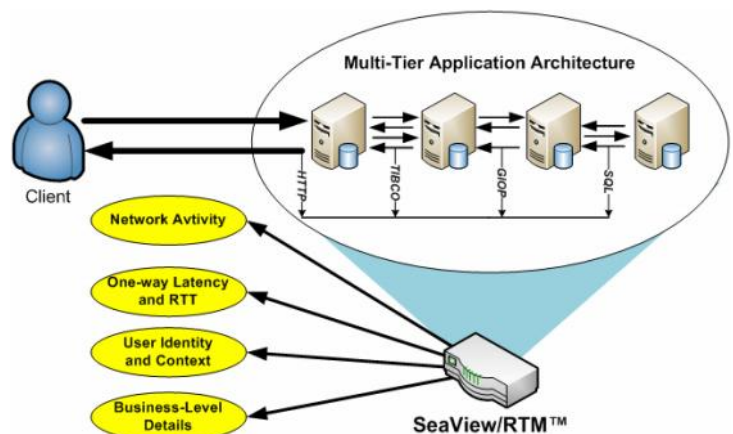 Multi-Tier Application Architecture
Client
HTTP
TIBCO
GIOP
SQL
Network Avtivity
One-way Latency
and RTT
User Identity
and Context
Business-Level
Details
SeaView/RTM™